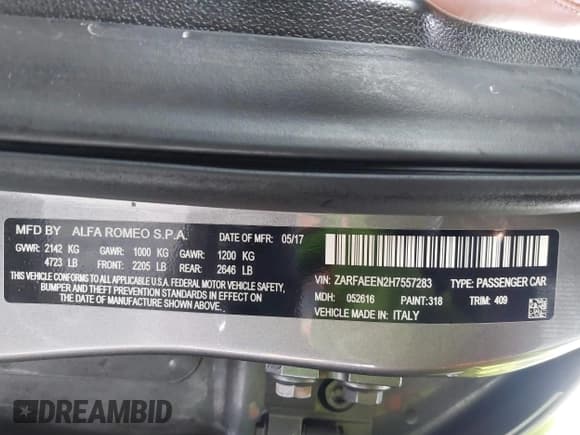 MFD BY ALFA ROMEO S.P.A. DATE OF MFR: 05/17
GVWR: 2142 KG GAWR: 1000 KG GAWR: 1200 KG
4723 LB FRONT: 2205 LB REAR: 2646 LB
THIS VEHICLE CONFORMS TO ALL APPLICABLE U.S.A. FEDERAL MOTOR VEHICLE SAFETY,
BUMPER AND THEFT PREVENTION STANDARDS IN EFFECT ON THE
DATE OF MANUFACTURE SHOWN ABOVE.
VIN: ZARFAEEN2H7557283 TYPE: PASSENGER CAR
MDH: 052616 PAINT: 318 TRIM: 409
VEHICLE MADE IN: ITALY
DREAMBID